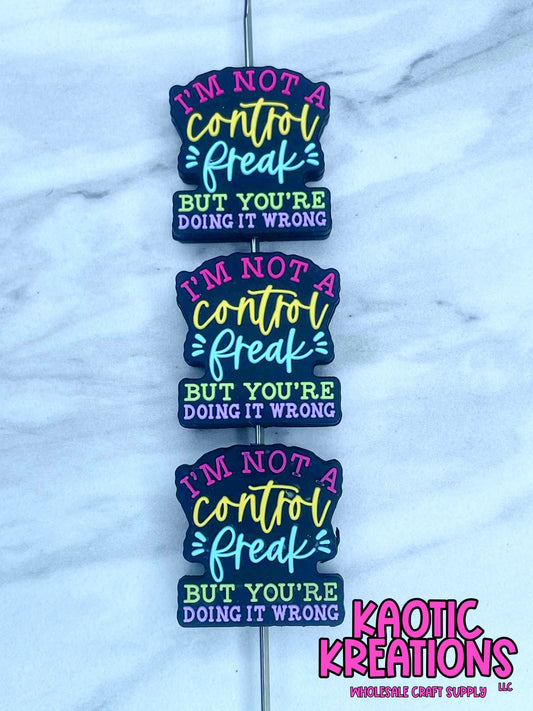 I'M NOT A
control
freak
BUT YOU'RE
DOING IT WRONG
I'M NOT A
control
freak
BUT YOU'RE
DOING IT WRONG
I'M NOT A
control
freak
BUT YOU'RE
DOING IT WRONG
KAOTIC
KREATIONS
LLC
WHOLESALE CRAFT SUPPLY